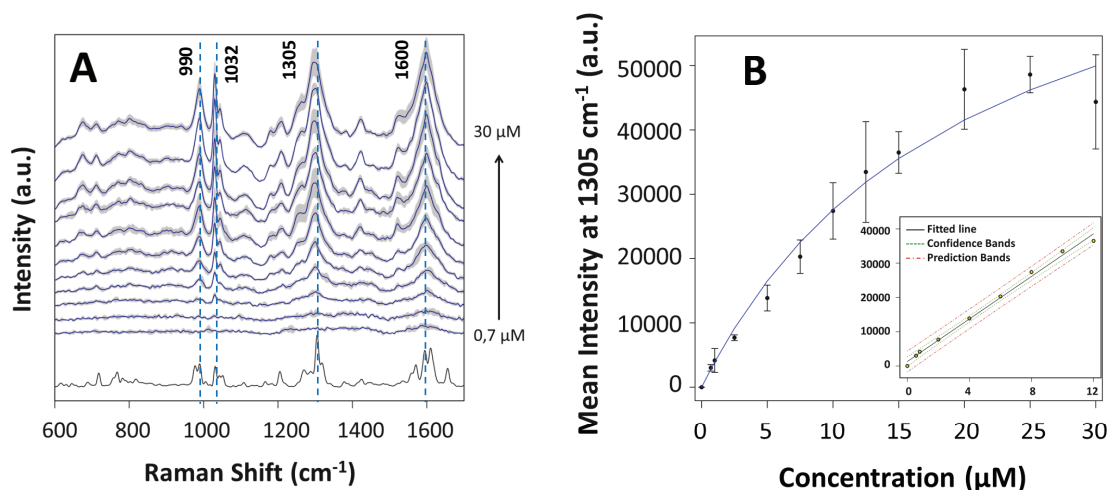 A
990
1032
1305
1600
30 μM
0,7 μM
Intensity (a.u.)
600 800 1000 1200 1400 1600
Raman Shift (cm⁻¹)
B
Mean Intensity at 1305 cm⁻¹ (a.u.)
50000
40000
30000
20000
10000
0
0 5 10 15 20 25 30
Concentration (μM)
Fitted line
Confidence Bands
Prediction Bands
40000
30000
20000
10000
0
0 4 8 12